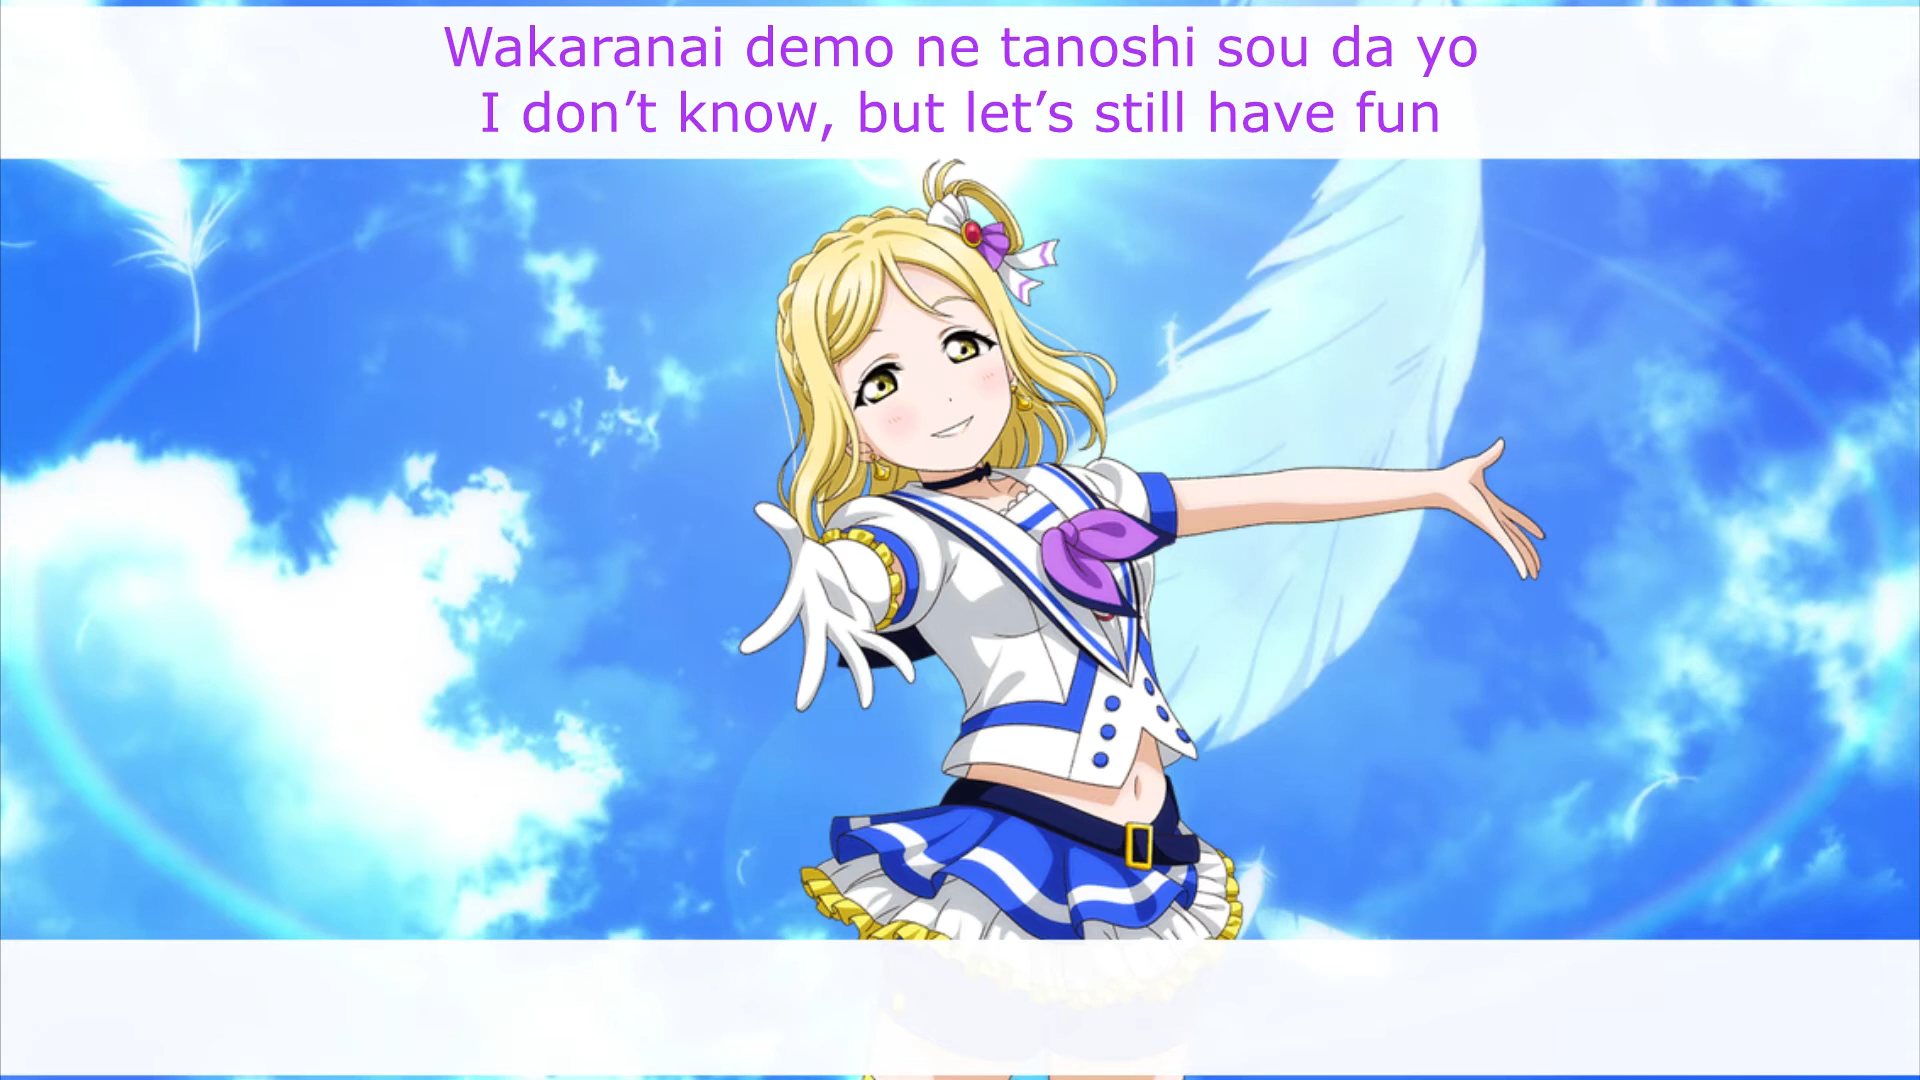 Wakaranai demo ne tanoshi sou da yo
I don’t know, but let’s still have fun